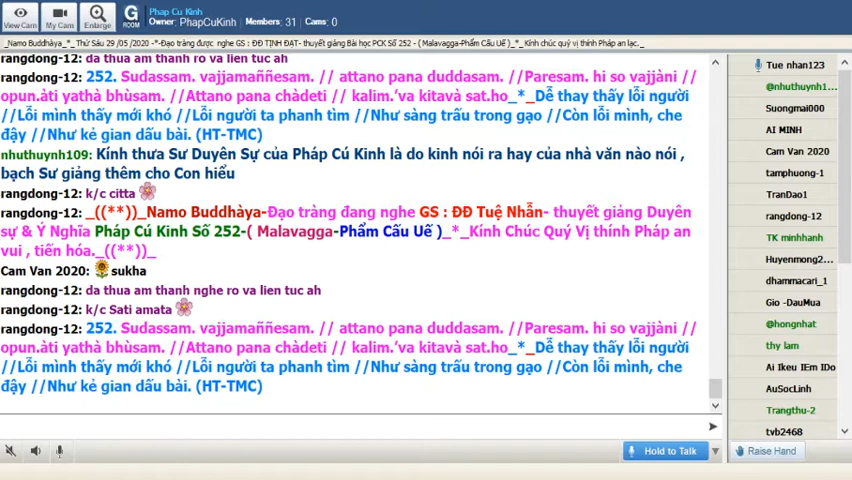 View Cam
My Cam
Enlarge
G
ROOM
Phap Cu Kinh
Owner: PhapCuKinh Members: 31 Cams: 0
_Namo Buddhàya_*_ Thứ Sáu 29 /05 /2020 -*-Đạo tràng được nghe GS : ĐĐ TỊNH ĐẠT- thuyết giảng Bài học PCK Số 252 - ( Malavagga-Phẩm Cấu Uế )_*_ Kính chúc quý vị thính Pháp an lạc._
rangdong-12: da thua am thanh ro va lien tuc ah
rangdong-12: 252. Sudassam. vajjamaññesam. // attano pana duddasam. //Paresam. hi so vajjàni //
opun.àti yathà bhùsam. //Attano pana chàdeti // kalim.'va kitavà sat.ho_*_Dễ thay thấy lỗi người
//Lỗi mình thấy mới khó //Lỗi người ta phanh tìm //Như sàng trấu trong gạo //Còn lỗi mình, che
đậy //Như kẻ gian dấu bài. (HT-TMC)
nhuthuynh109: Kính thưa Sư Duyên Sự của Pháp Cú Kinh là do kinh nói ra hay của nhà văn nào nói ,
bạch Sư giảng thêm cho Con hiểu
rangdong-12: k/c citta
rangdong-12: _((**))_Namo Buddhàya-Đạo tràng đang nghe GS : ĐĐ Tuệ Nhẫn- thuyết giảng Duyên
sự & Ý Nghĩa Pháp Cú Kinh Số 252-( Malavagga-Phẩm Cấu Uế )_*_Kính Chúc Quý Vị thính Pháp an
vui , tiến hóa._((**))_
Cam Van 2020: sukha
rangdong-12: da thua am thanh nghe ro va lien tuc ah
rangdong-12: k/c Sati amata
rangdong-12: 252. Sudassam. vajjamaññesam. // attano pana duddasam. //Paresam. hi so vajjàni //
opun.àti yathà bhùsam. //Attano pana chàdeti // kalim.'va kitavà sat.ho_*_Dễ thay thấy lỗi người
//Lỗi mình thấy mới khó //Lỗi người ta phanh tìm //Như sàng trấu trong gạo //Còn lỗi mình, che
đậy //Như kẻ gian dấu bài. (HT-TMC)
Hold to Talk
Tue nhan123
@nhuthuynh1...
Suongmai000
AI MINH
Cam Van 2020
tamphuong-1
TranDao1
rangdong-12
TK minhhanh
Huyenmong2...
dhammacari_1
Gio -DauMua
@hongnhat
thy lam
Ai Ikeu IEm IDo
AuSocLinh
Trangthu-2
tvb2468
Raise Hand